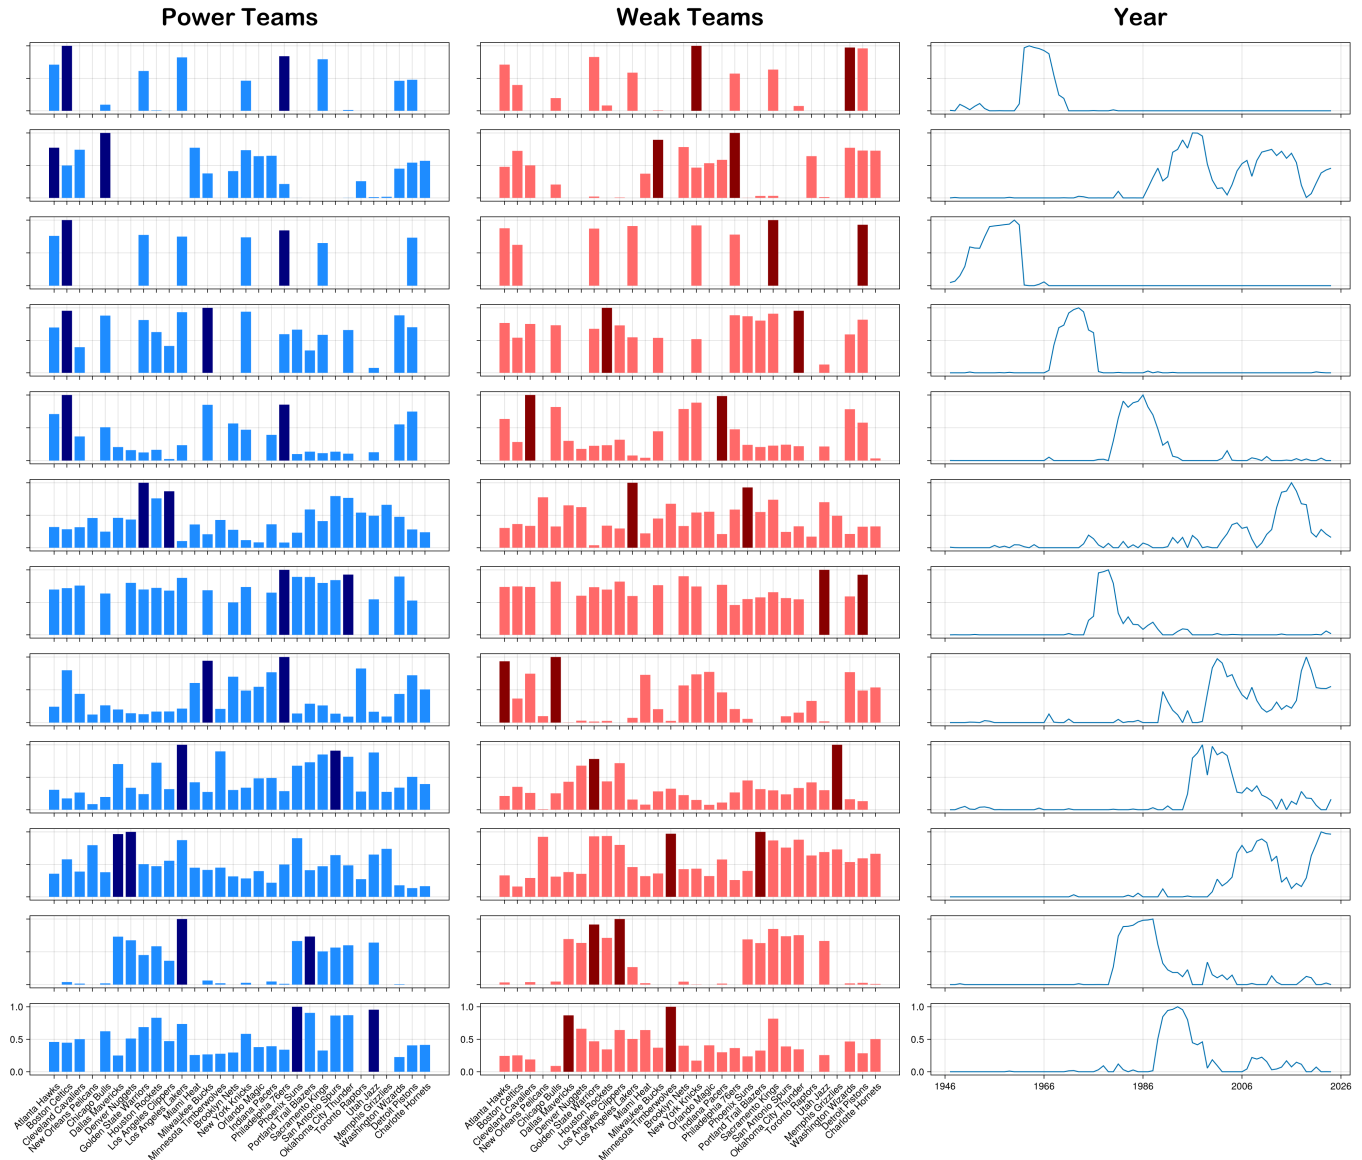 Power Teams
Weak Teams
Year
1.0
0.5
0.0
Atlanta Hawks
Boston Celtics
Cleveland Cavaliers
New Orleans Pelicans
Chicago Bulls
Dallas Mavericks
Denver Nuggets
Golden State Warriors
Houston Rockets
Los Angeles Clippers
Los Angeles Lakers
Miami Heat
Milwaukee Bucks
Minnesota Timberwolves
Brooklyn Nets
New York Knicks
Orlando Magic
Indiana Pacers
Philadelphia 76ers
Phoenix Suns
Portland Trail Blazers
Sacramento Kings
San Antonio Spurs
Oklahoma City Thunder
Toronto Raptors
Utah Jazz
Memphis Grizzlies
Washington Wizards
Detroit Pistons
Charlotte Hornets
1.0
0.5
0.0
Atlanta Hawks
Boston Celtics
Cleveland Cavaliers
New Orleans Pelicans
Chicago Bulls
Dallas Mavericks
Denver Nuggets
Golden State Warriors
Houston Rockets
Los Angeles Clippers
Los Angeles Lakers
Miami Heat
Milwaukee Bucks
Minnesota Timberwolves
Brooklyn Nets
New York Knicks
Orlando Magic
Indiana Pacers
Philadelphia 76ers
Phoenix Suns
Portland Trail Blazers
Sacramento Kings
San Antonio Spurs
Oklahoma City Thunder
Toronto Raptors
Utah Jazz
Memphis Grizzlies
Washington Wizards
Detroit Pistons
Charlotte Hornets
1.0
0.5
0.0
1946
1966
1986
2006
2026